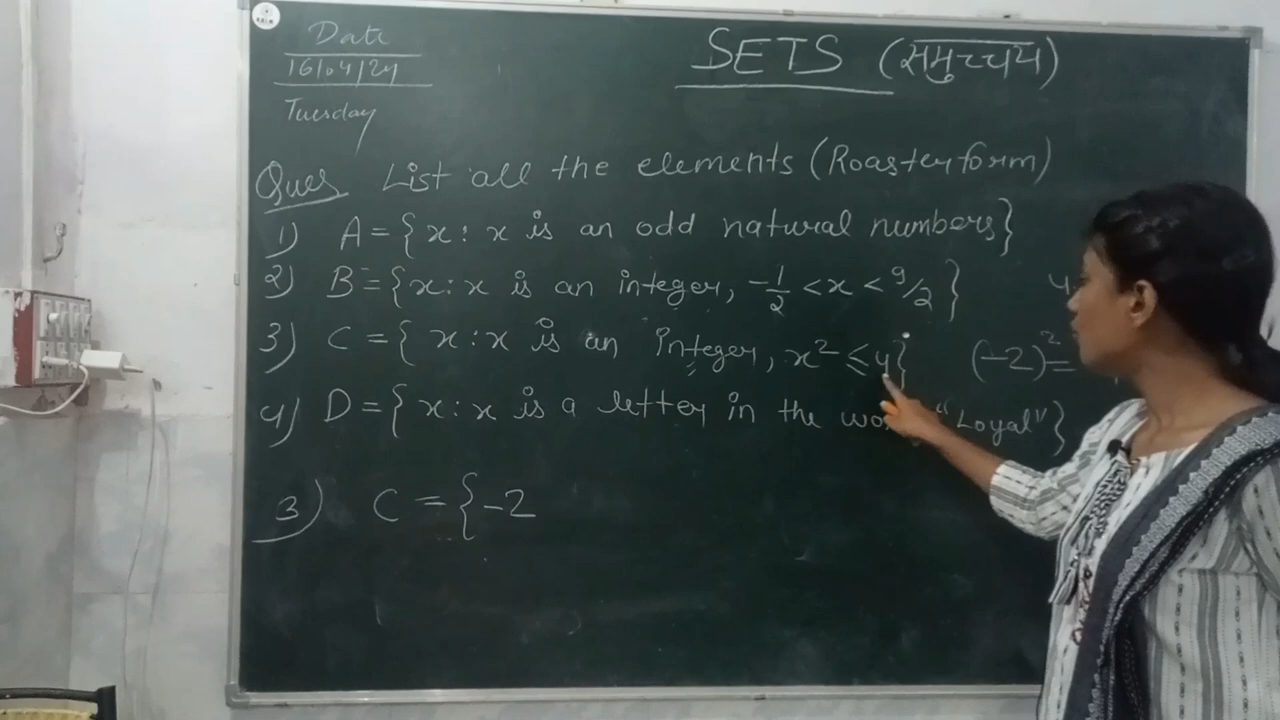 Date
16/04/24
Tuesday
SETS (समुच्चय)
Ques List all the elements (Roaster form)
1) A = {x : x is an odd natural numbers}
2) B = {x : x is an integer, -1/2 < x < 9/2}
3) C = {x : x is an Integer, x² ≤ 4}
(-2)² =
4) D = {x : x is a letter in the "Loyal"}
3) C = {-2